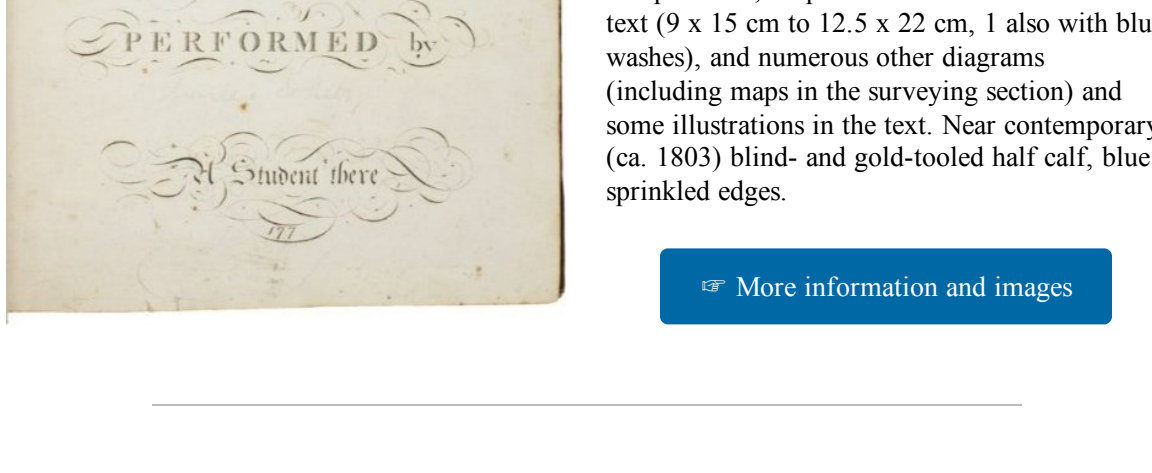 PERFORMED by
A Student there
177
text (9 x 15 cm to 12.5 x 22 cm, 1 also with blu
washes), and numerous other diagrams
(including maps in the surveying section) and
some illustrations in the text. Near contemporary
(ca. 1803) blind- and gold-tooled half calf, blue
sprinkled edges.
☞ More information and images